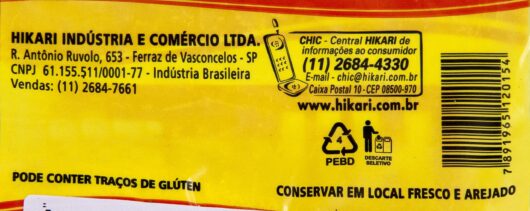 HIKARI INDÚSTRIA E COMÉRCIO LTDA.
R. Antônio Ruvolo, 653 - Ferraz de Vasconcelos - SP
CNPJ 61.155.511/0001-77 - Indústria Brasileira
Vendas: (11) 2684-7661
CHIC - Central HIKARI de
informações ao consumidor
(11) 2684-4330
E-mail - chic@hikari.com.br
Caixa Postal 10 - CEP 08500-970
www.hikari.com.br
4
PEBD
DESCARTE
SELETIVO
7891965120154
PODE CONTER TRAÇOS DE GLÚTEN
CONSERVAR EM LOCAL FRESCO E AREJADO